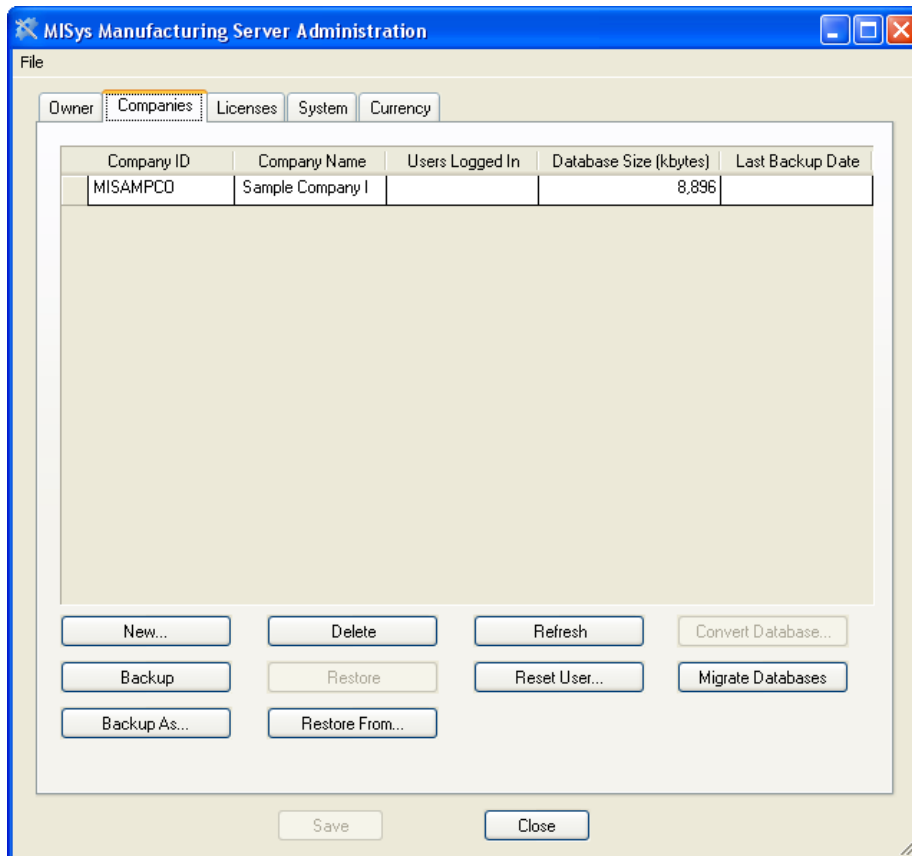 MISys Manufacturing Server Administration
File
Owner Companies Licenses System Currency
Company ID Company Name Users Logged In Database Size (kbytes) Last Backup Date
MISAMPCO Sample Company I 8,896
New... Delete Refresh Convert Database...
Backup Restore Reset User... Migrate Databases
Backup As... Restore From...
Save Close